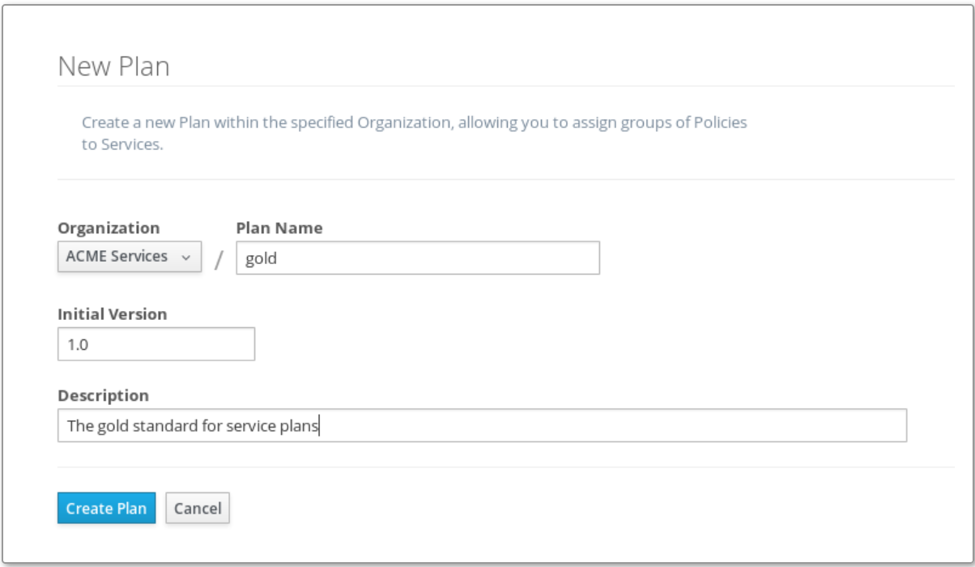 New Plan
Create a new Plan within the specified Organization, allowing you to assign groups of Policies
to Services.
Organization Plan Name
ACME Services / gold
Initial Version
1.0
Description
The gold standard for service plans
Create Plan Cancel